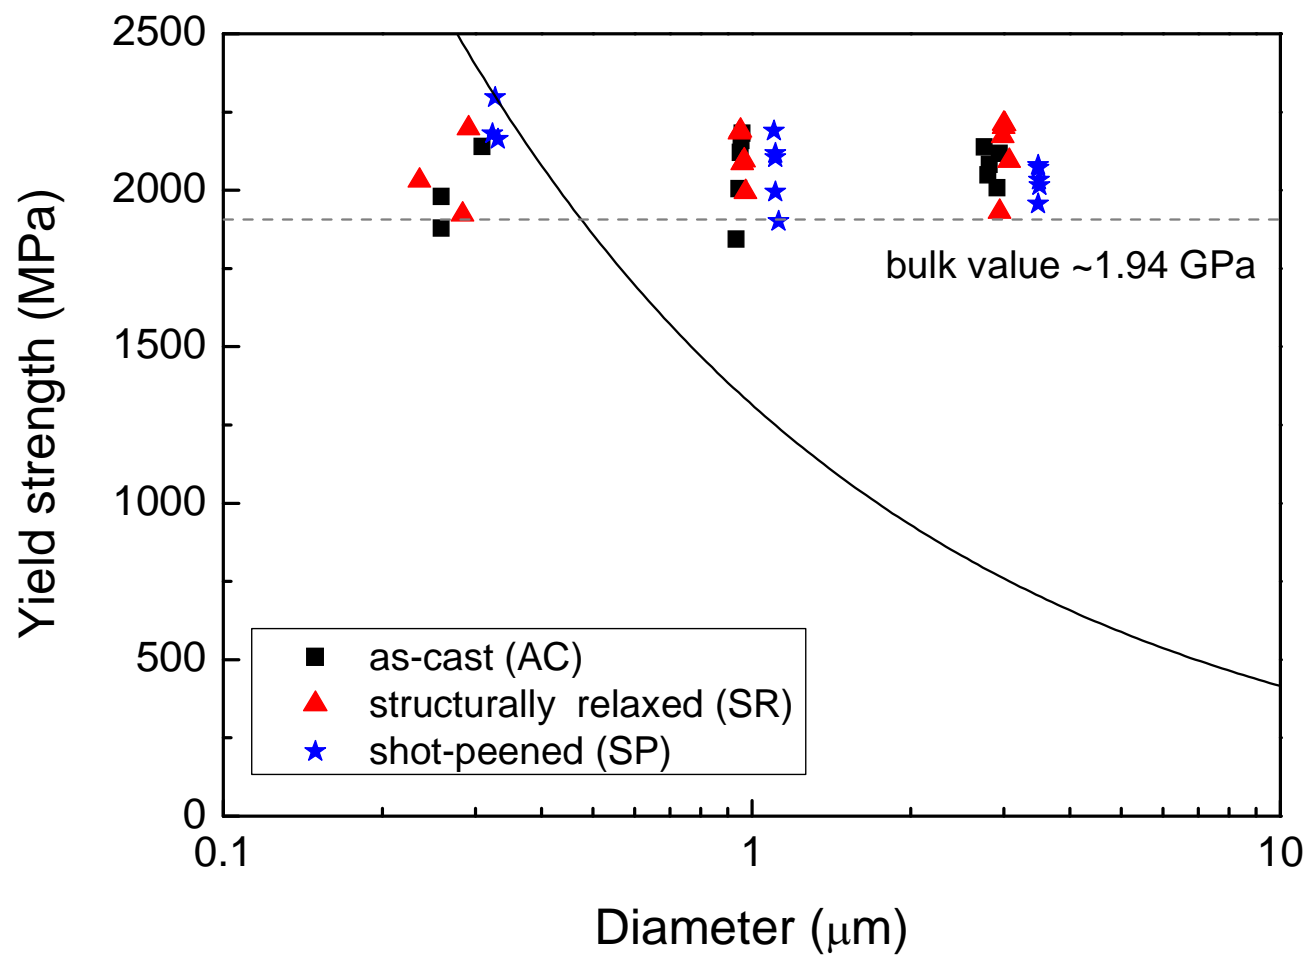 2500
2000
1500
1000
500
0
Yield strength (MPa)
bulk value ~1.94 GPa
as-cast (AC)
structurally relaxed (SR)
shot-peened (SP)
0.1
1
10
Diameter (μm)